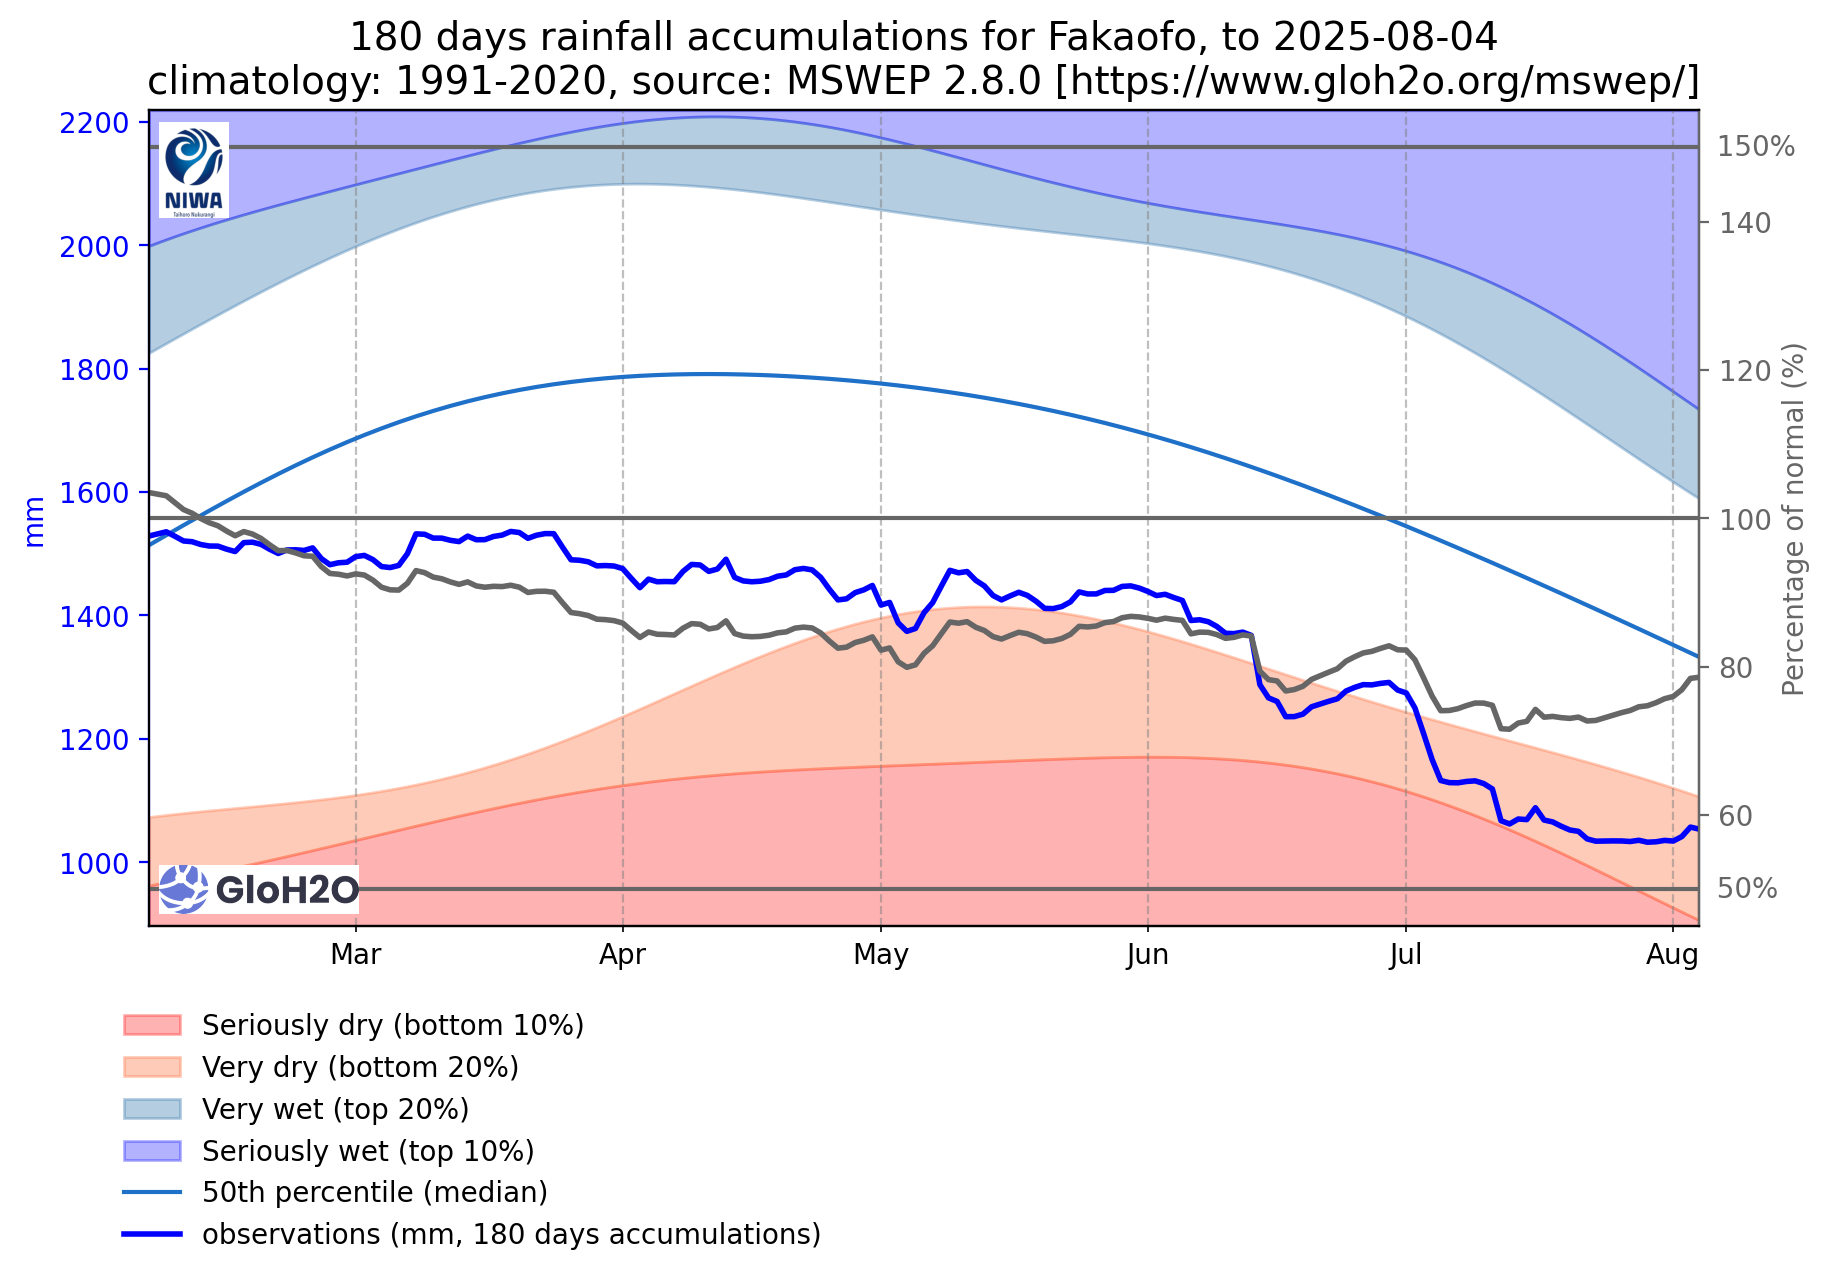 180 days rainfall accumulations for Fakaofo, to 2025-08-04
climatology: 1991-2020, source: MSWEP 2.8.0 [https://www.gloh2o.org/mswep/]
2200
2000
1800
1600
1400
1200
1000
mm
150%
140
120
100
80
60
50%
Percentage of normal (%)
NIWA
Taihoro Nukurangi
GloH2O
Mar
Apr
May
Jun
Jul
Aug
Seriously dry (bottom 10%)
Very dry (bottom 20%)
Very wet (top 20%)
Seriously wet (top 10%)
50th percentile (median)
observations (mm, 180 days accumulations)